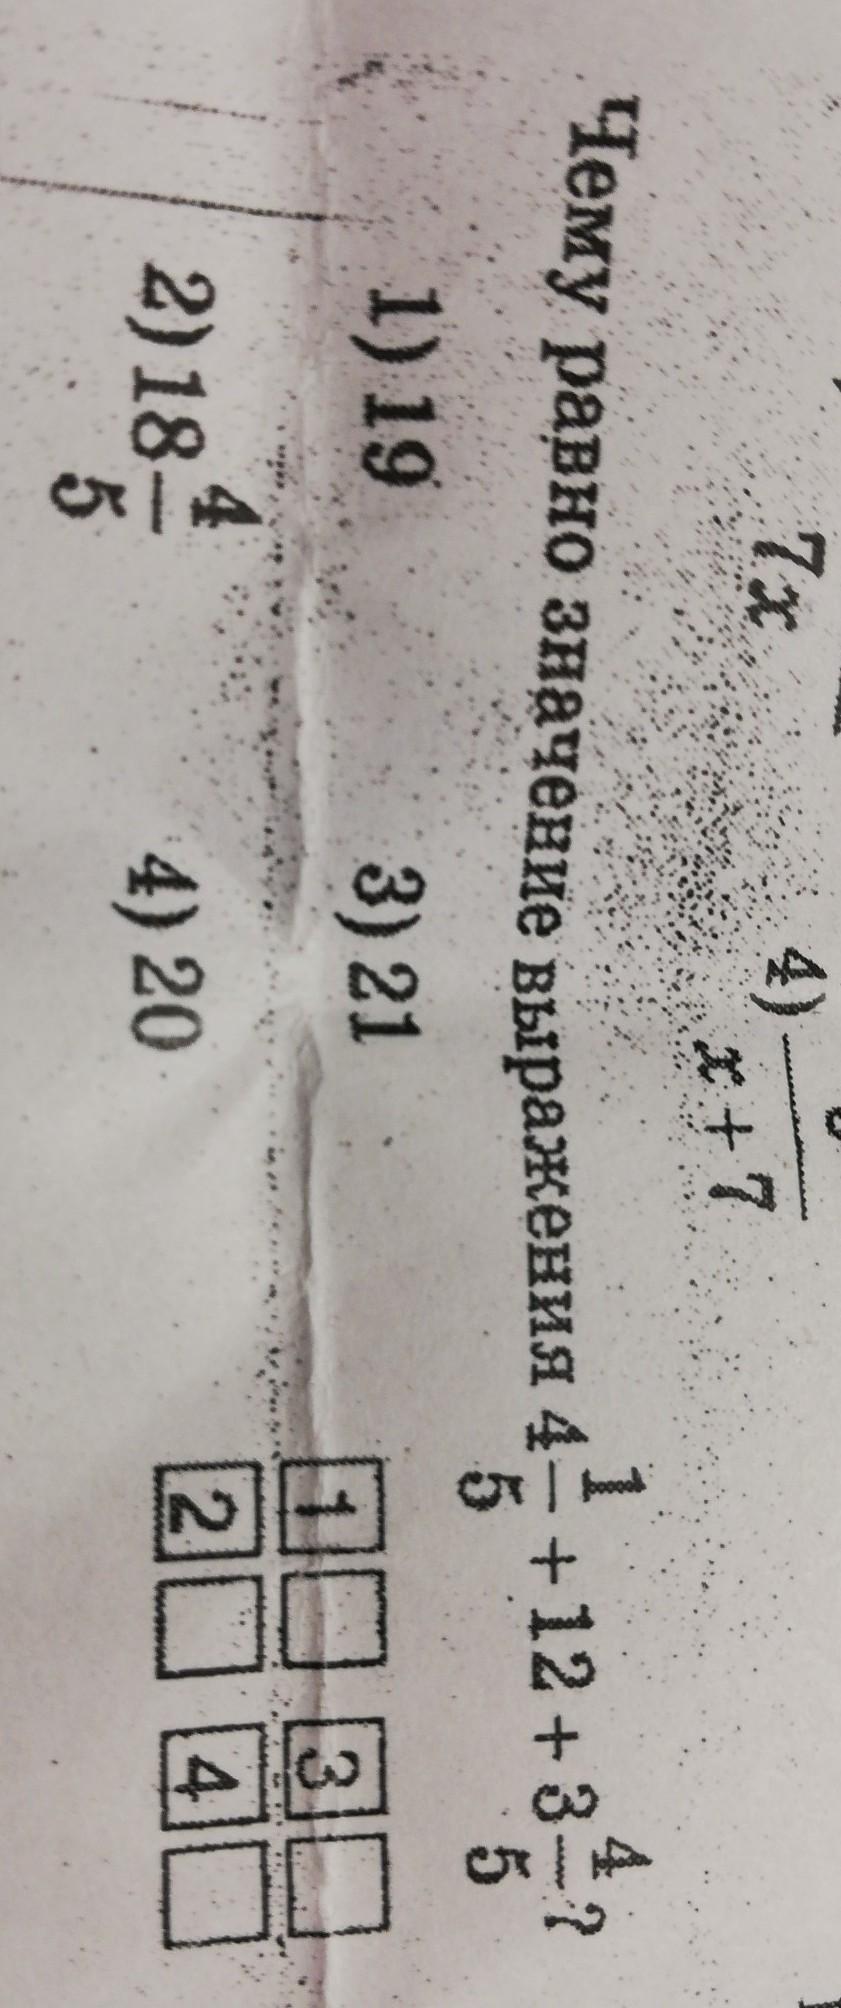 7x
4) x + 7
Чему равно значение выражения 4 1/5 + 12 + 3 4/5?
1) 19 3) 21
2) 18 4/5 4) 20
1 3
2 4